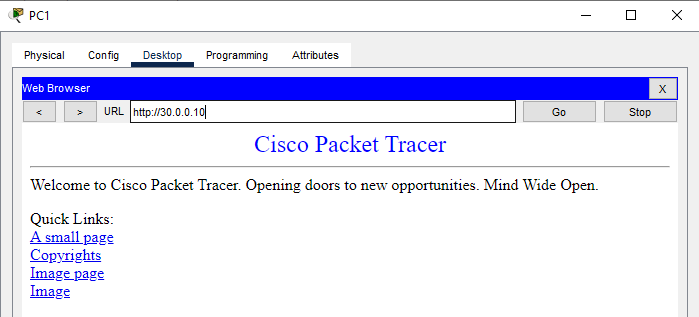 PC1
Physical Config Desktop Programming Attributes
Web Browser X
< > URL http://30.0.0.10 Go Stop
Cisco Packet Tracer
Welcome to Cisco Packet Tracer. Opening doors to new opportunities. Mind Wide Open.
Quick Links:
A small page
Copyrights
Image page
Image